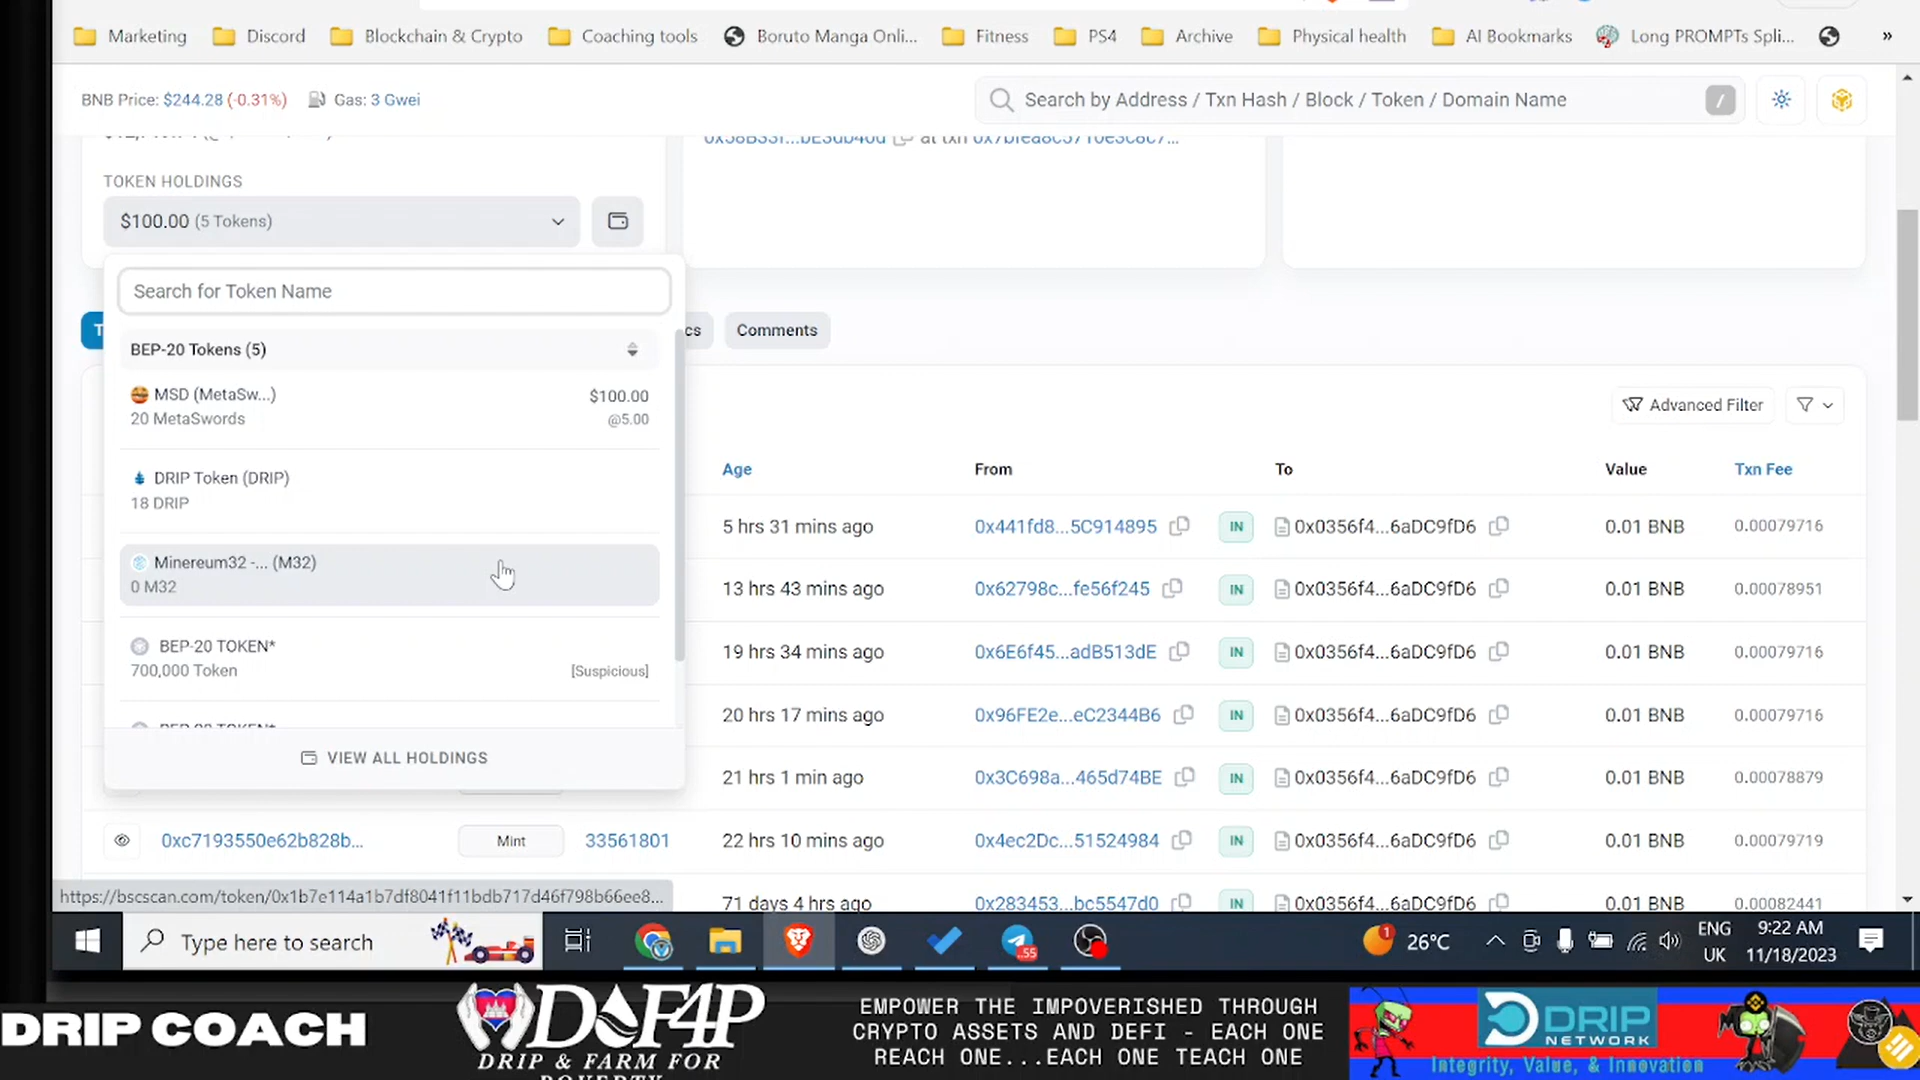 Marketing Discord Blockchain & Crypto Coaching tools Boruto Manga Onli... Fitness PS4 Archive Physical health AI Bookmarks Long PROMPTs Spli... »
BNB Price: $244.28 (-0.31%) Gas: 3 Gwei
Search by Address / Txn Hash / Block / Token / Domain Name /
at txn
TOKEN HOLDINGS
$100.00 (5 Tokens)
Search for Token Name
BEP-20 Tokens (5)
MSD (MetaSw...) $100.00
20 MetaSwords @5.00
DRIP Token (DRIP)
18 DRIP
Minereum32 -... (M32)
0 M32
BEP-20 TOKEN*
700,000 Token [Suspicious]
BEP-20 TOKEN*
VIEW ALL HOLDINGS
Comments
Advanced Filter
Age From To Value Txn Fee
5 hrs 31 mins ago 0x441fd8...5C914895 IN 0x0356f4...6aDC9fD6 0.01 BNB 0.00079716
13 hrs 43 mins ago 0x62798c...fe56f245 IN 0x0356f4...6aDC9fD6 0.01 BNB 0.00078951
19 hrs 34 mins ago 0x6E6f45...adB513dE IN 0x0356f4...6aDC9fD6 0.01 BNB 0.00079716
20 hrs 17 mins ago 0x96FE2e...eC2344B6 IN 0x0356f4...6aDC9fD6 0.01 BNB 0.00079716
21 hrs 1 min ago 0x3C698a...465d74BE IN 0x0356f4...6aDC9fD6 0.01 BNB 0.00078879
0xc7193550e62b828b... Mint 33561801 22 hrs 10 mins ago 0x4ec2Dc...51524984 IN 0x0356f4...6aDC9fD6 0.01 BNB 0.00079719
71 days 4 hrs ago 0x283453...bc5547d0 IN 0x0356f4...6aDC9fD6 0.01 BNB 0.00082441
https://bscscan.com/token/0x1b7e114a1b7df8041f11bdb717d46f798b66ee8...
Type here to search
55
1
26°C
ENG
UK
9:22 AM
11/18/2023
DRIP COACH
DOF4P
DRIP & FARM FOR
POVERTY
EMPOWER THE IMPOVERISHED THROUGH
CRYPTO ASSETS AND DEFI - EACH ONE
REACH ONE...EACH ONE TEACH ONE
DRIP
NETWORK
Integrity, Value, & Innovation